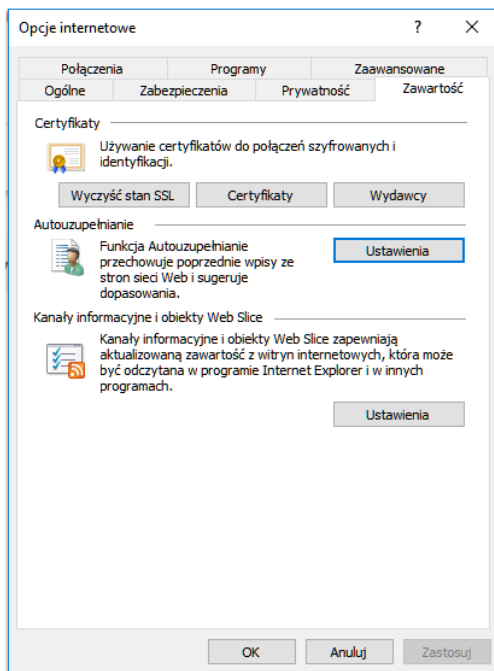 Opcje internetowe ?
Połączenia Programy Zaawansowane
Ogólne Zabezpieczenia Prywatność Zawartość
Certyfikaty
Używanie certyfikatów do połączeń szyfrowanych i
identyfikacji.
Wyczyść stan SSL Certyfikaty Wydawcy
Autouzupełnianie
Funkcja Autouzupełnianie
przechowuje poprzednie wpisy ze
stron sieci Web i sugeruje
dopasowania.
Ustawienia
Kanały informacyjne i obiekty Web Slice
Kanały informacyjne i obiekty Web Slice zapewniają
aktualizowaną zawartość z witryn internetowych, która może
być odczytana w programie Internet Explorer i w innych
programach.
Ustawienia
OK Anuluj Zastosuj